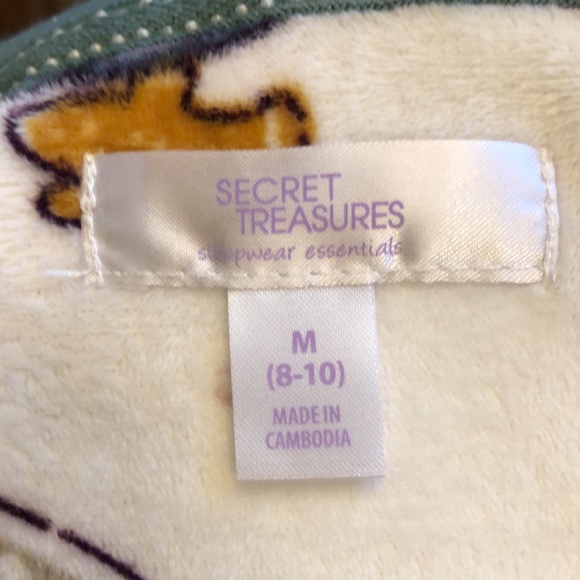 SECRET
TREASURES
sleepwear essentials
M
(8-10)
MADE IN
CAMBODIA